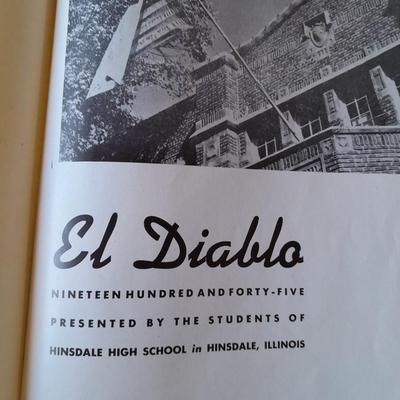 El Diablo
NINETEEN HUNDRED AND FORTY-FIVE
PRESENTED BY THE STUDENTS OF
HINSDALE HIGH SCHOOL in HINSDALE, ILLINOIS